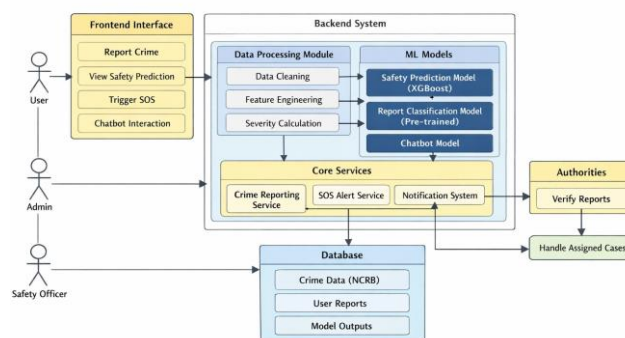 Frontend Interface
Report Crime
View Safety Prediction
Trigger SOS
Chatbot Interaction
User
Admin
Safety Officer
Backend System
Data Processing Module
Data Cleaning
Feature Engineering
Severity Calculation
ML Models
Safety Prediction Model
(XGBoost)
Report Classification Model
(Pre-trained)
Chatbot Model
Core Services
Crime Reporting
Service
SOS Alert Service
Notification System
Authorities
Verify Reports
Handle Assigned Cases
Database
Crime Data (NCRB)
User Reports
Model Outputs